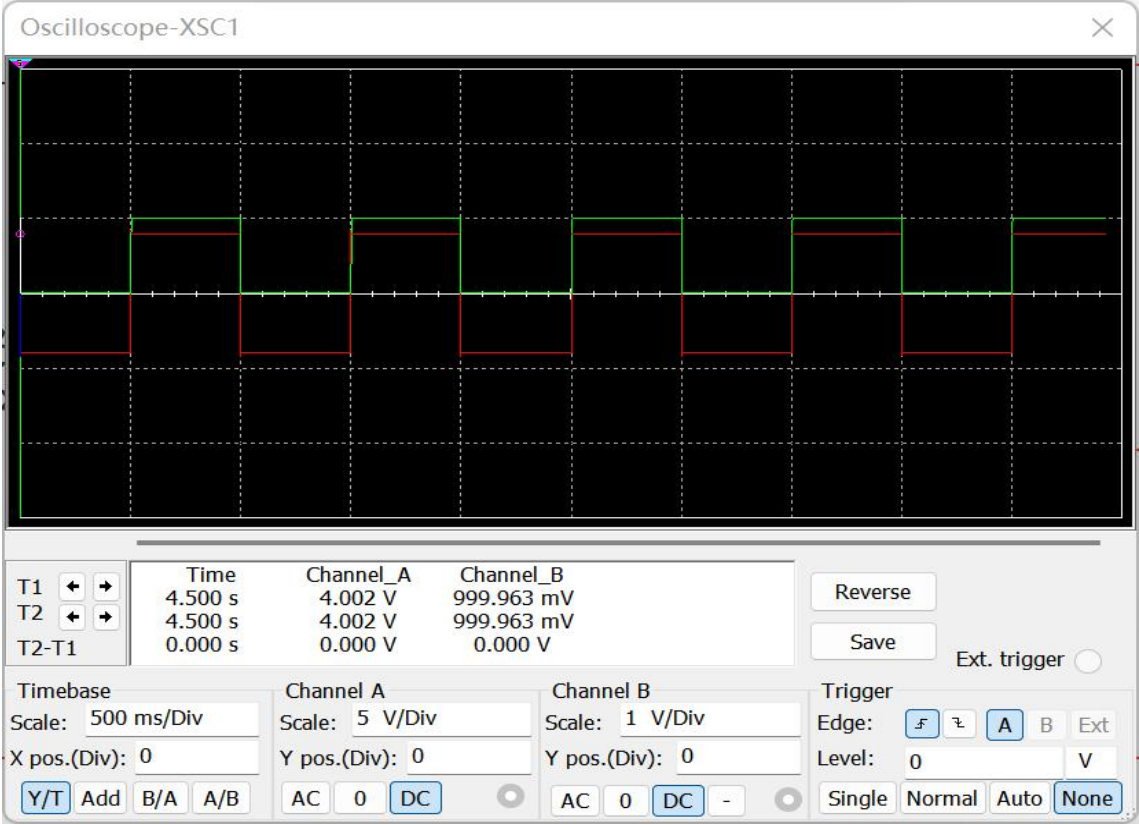 Oscilloscope-XSC1
T
Time Channel_A Channel_B
T1 4.500 s 4.002 V 999.963 mV
T2 4.500 s 4.002 V 999.963 mV
T2-T1 0.000 s 0.000 V 0.000 V
Reverse
Save
Ext. trigger
Timebase
Scale: 500 ms/Div
X pos.(Div): 0
Y/T Add B/A A/B
Channel A
Scale: 5 V/Div
Y pos.(Div): 0
AC 0 DC
Channel B
Scale: 1 V/Div
Y pos.(Div): 0
AC 0 DC -
Trigger
Edge: A B Ext
Level: 0 V
Single Normal Auto None